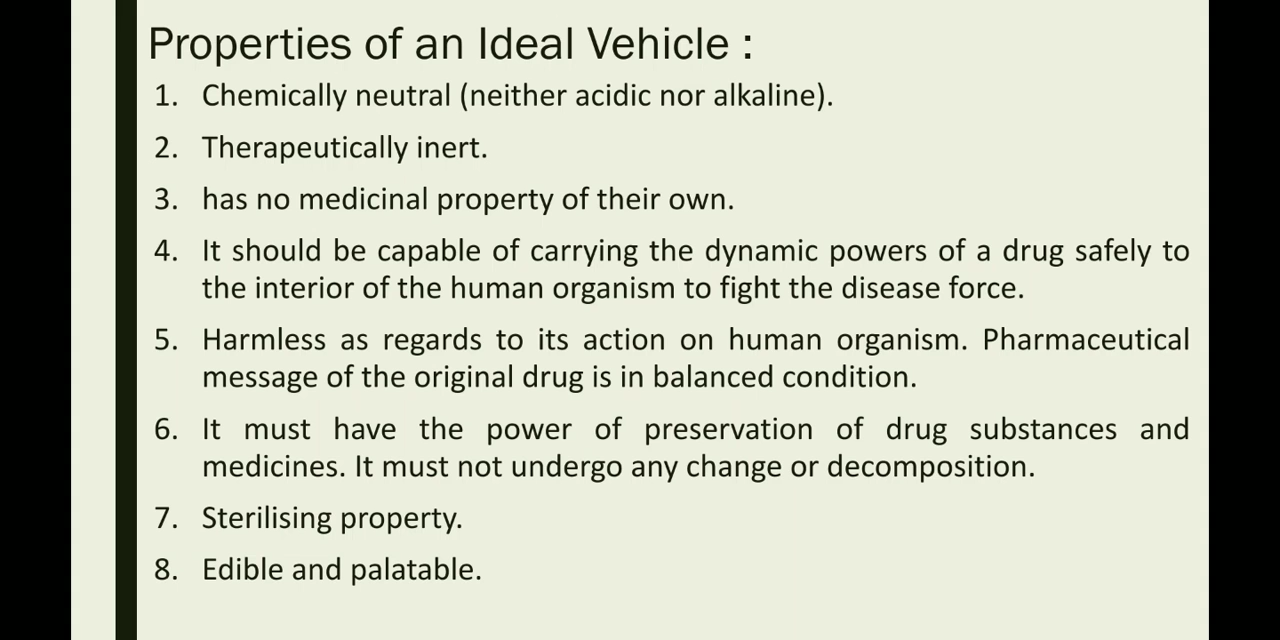 Properties of an Ideal Vehicle :
1. Chemically neutral (neither acidic nor alkaline).
2. Therapeutically inert.
3. has no medicinal property of their own.
4. It should be capable of carrying the dynamic powers of a drug safely to
the interior of the human organism to fight the disease force.
5. Harmless as regards to its action on human organism. Pharmaceutical
message of the original drug is in balanced condition.
6. It must have the power of preservation of drug substances and
medicines. It must not undergo any change or decomposition.
7. Sterilising property.
8. Edible and palatable.